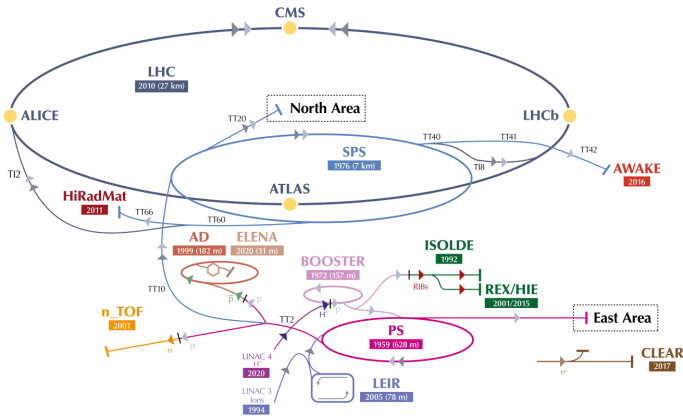 CMS
LHC
2010 (27 km)
ALICE
TT20
North Area
LHCb
TT40
TT41
SPS
1976 (7 km)
TI8
TT42
TI2
AWAKE
2016
HiRadMat
2011
ATLAS
TT66
TT60
AD
1999 (182 m)
ELENA
2020 (31 m)
ISOLDE
1992
BOOSTER
1972 (157 m)
RIBs
REX/HIE
2001/2015
TT10
p̅
p
H⁻
p
n_TOF
2001
TT2
East Area
PS
1959 (628 m)
n
p
LINAC 4
H⁻
2020
CLEAR
2017
e⁻
LINAC 3
Ions
1994
LEIR
2005 (78 m)